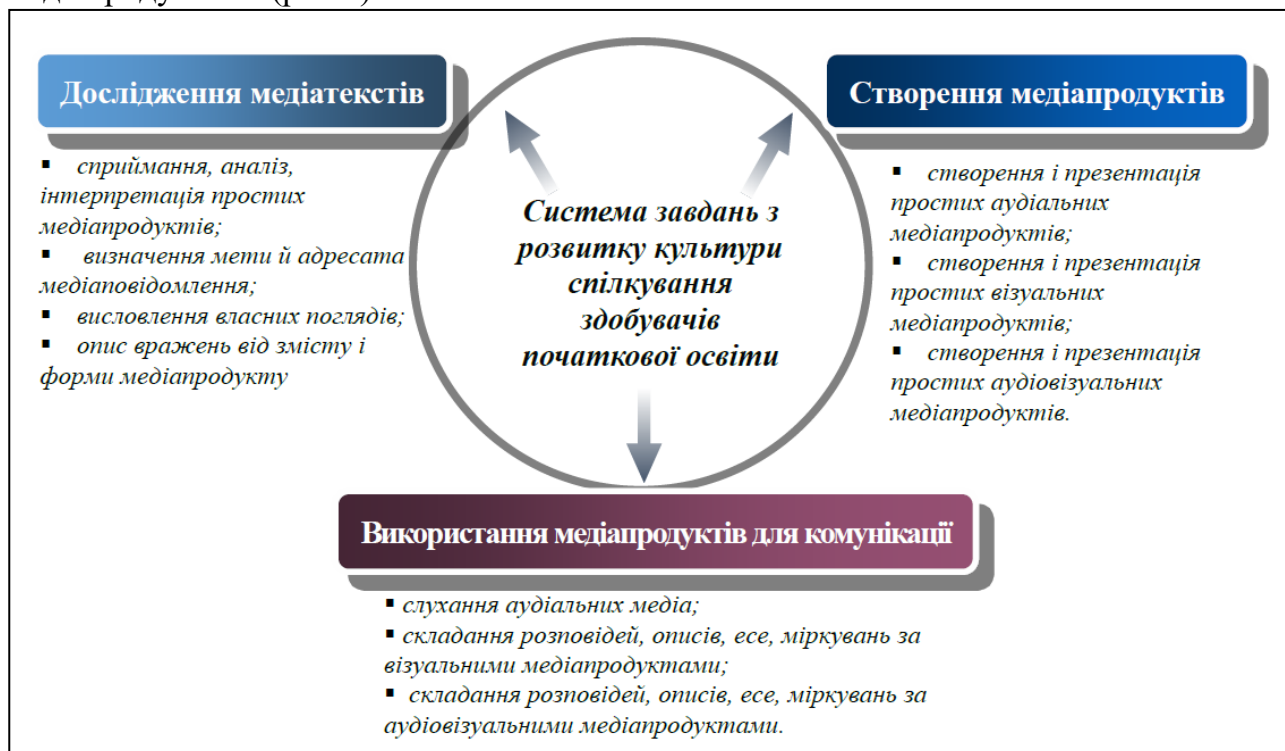 Дослідження медіатекстів
▪ сприймання, аналіз,
інтерпретація простих
медіапродуктів;
▪ визначення мети й адресата
медіаповідомлення;
▪ висловлення власних поглядів;
▪ опис вражень від змісту і
форми медіапродукту
Система завдань з
розвитку культури
спілкування
здобувачів
початкової освіти
Створення медіапродуктів
▪ створення і презентація
простих аудіальних
медіапродуктів;
▪ створення і презентація
простих візуальних
медіапродуктів;
▪ створення і презентація
простих аудіовізуальних
медіапродуктів.
Використання медіапродуктів для комунікації
▪ слухання аудіальних медіа;
▪ складання розповідей, описів, есе, міркувань за
візуальними медіапродуктами;
▪ складання розповідей, описів, есе, міркувань за
аудіовізуальними медіапродуктами.